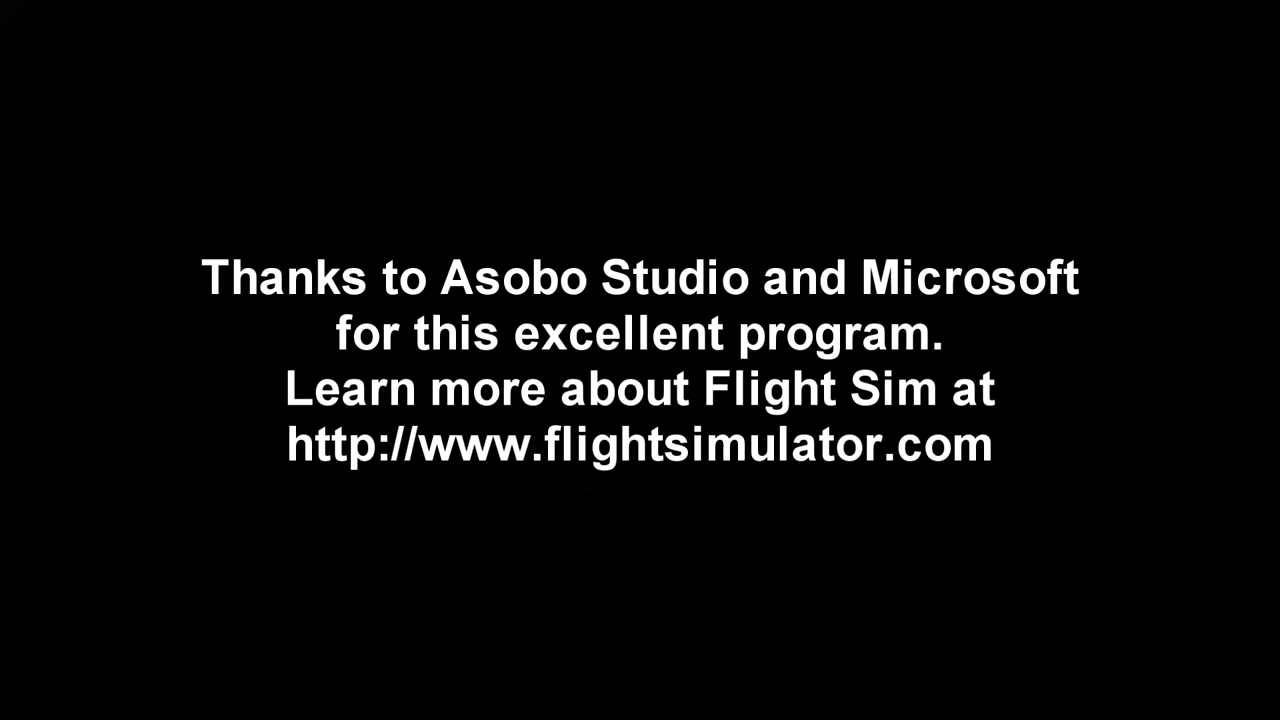 Thanks to Asobo Studio and Microsoft
for this excellent program.
Learn more about Flight Sim at
http://www.flightsimulator.com